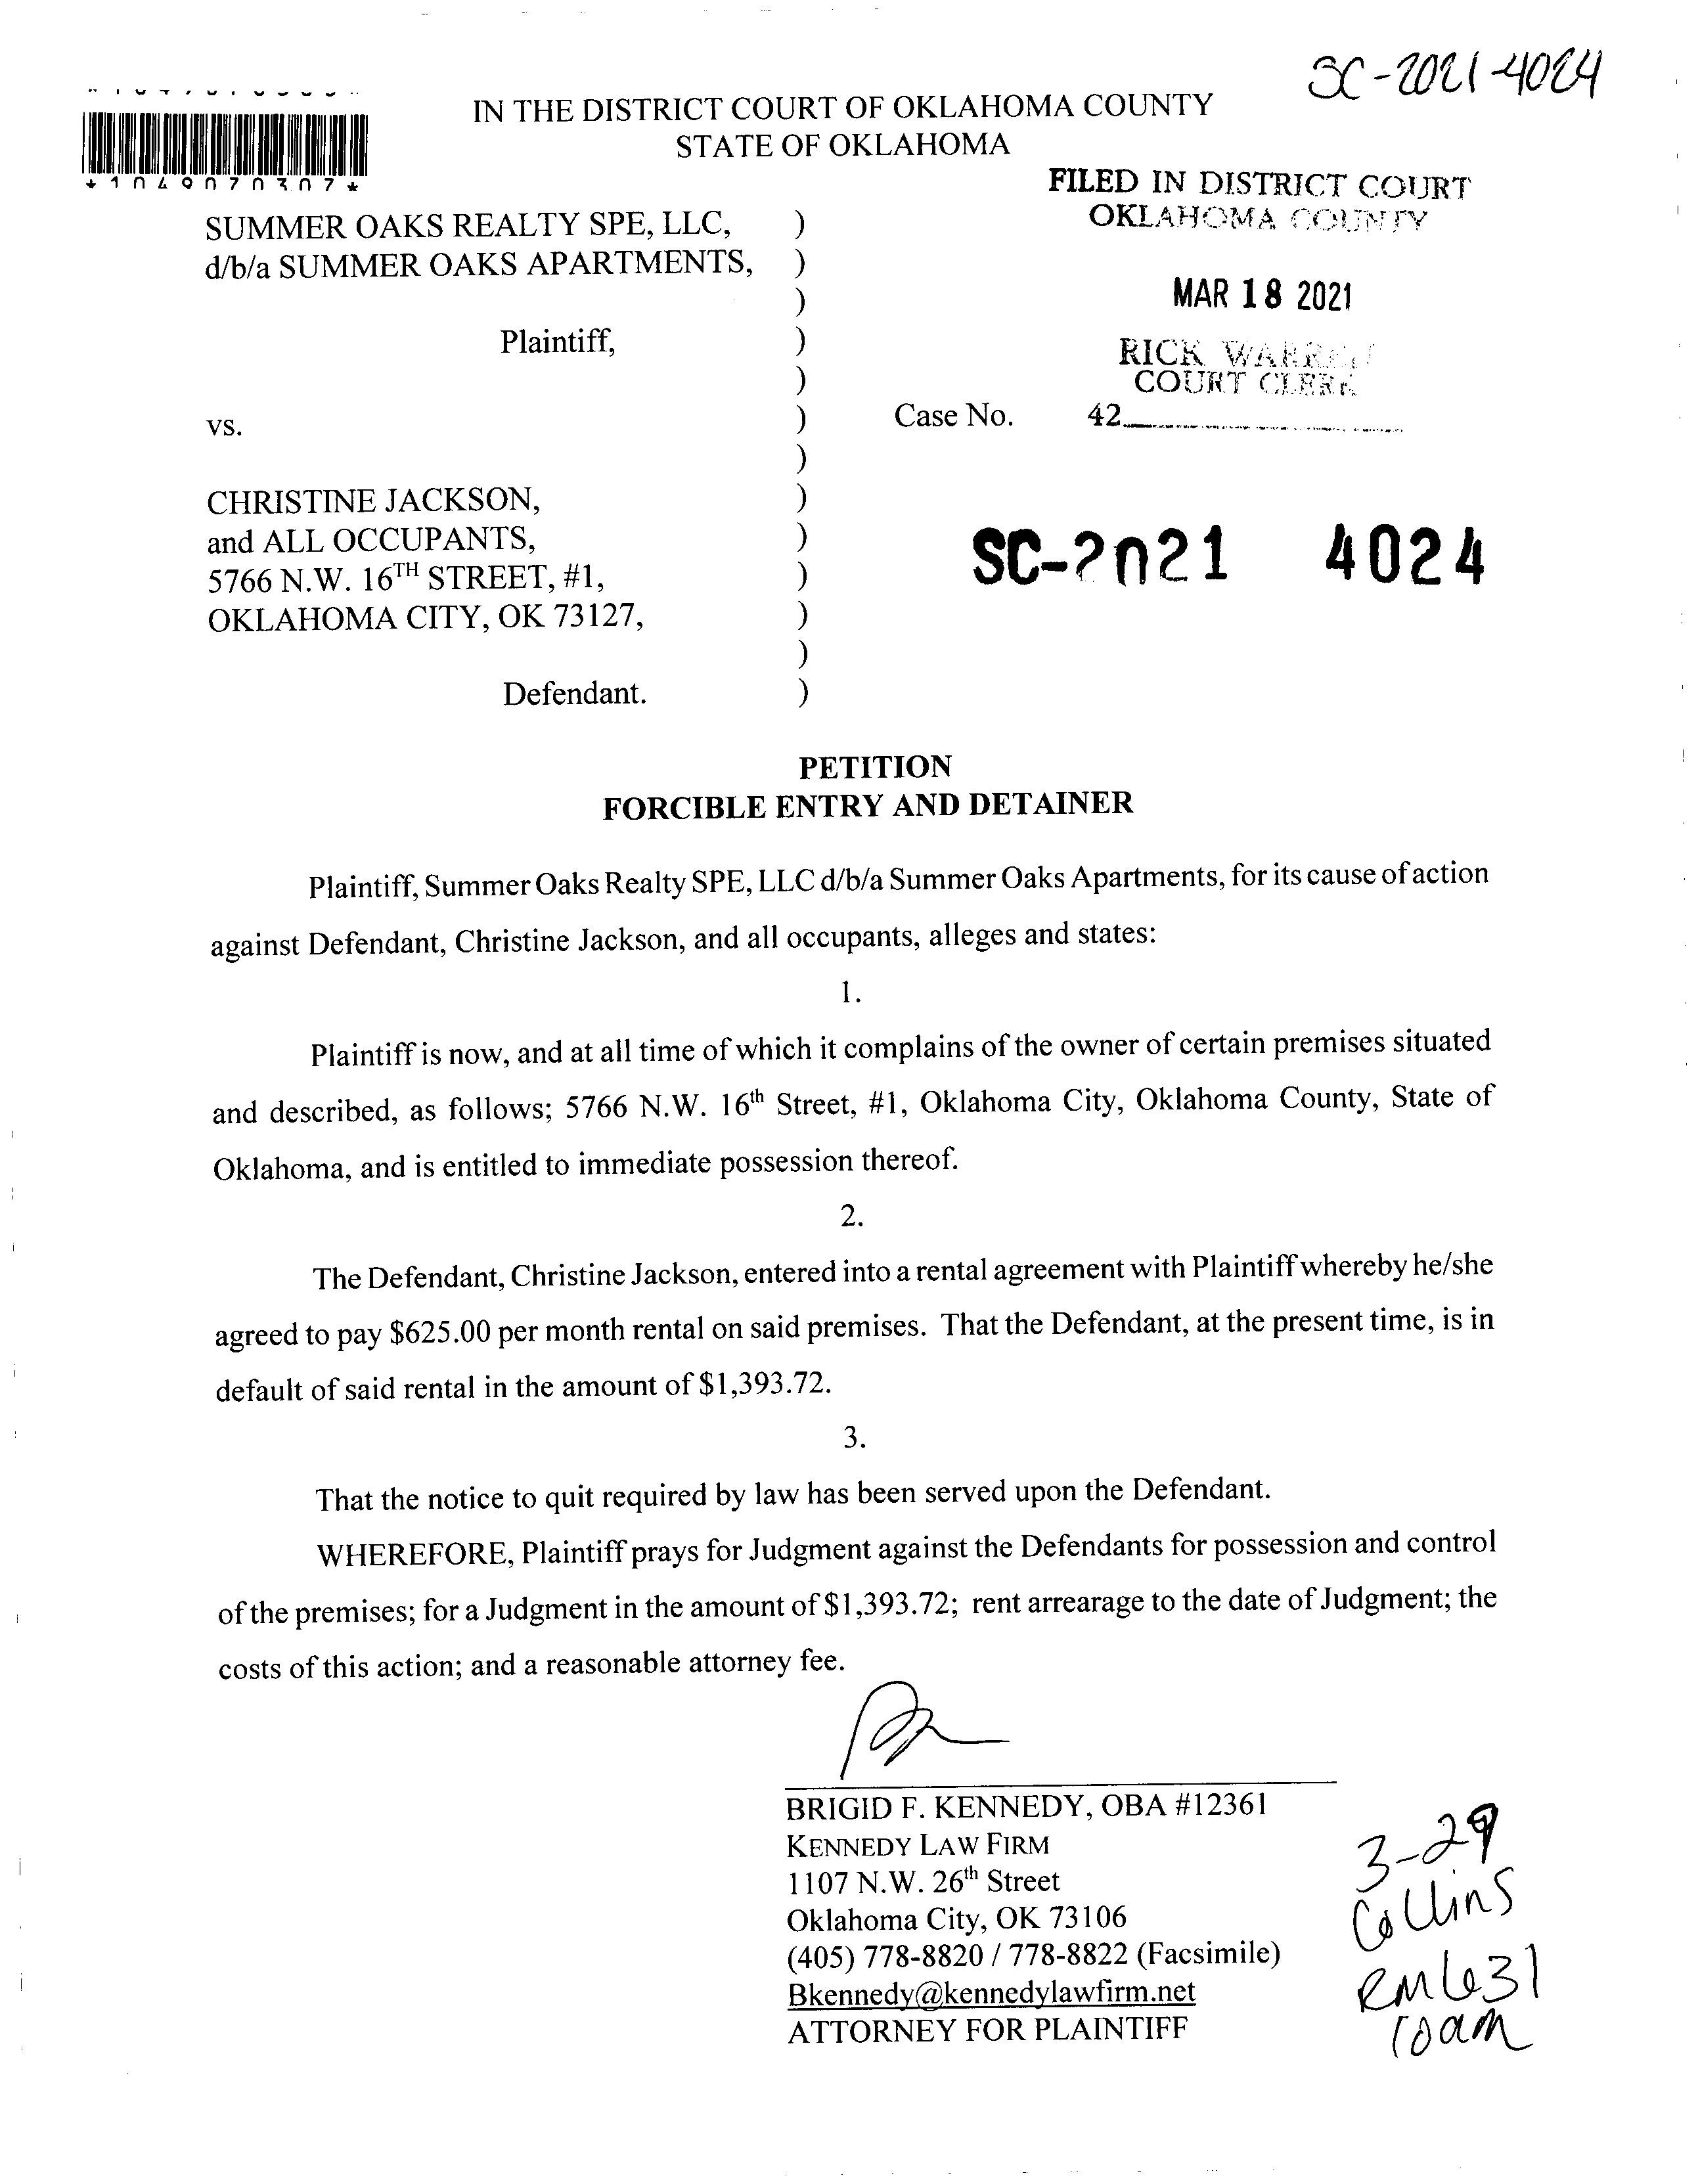 SC-2021-4024
IN THE DISTRICT COURT OF OKLAHOMA COUNTY
STATE OF OKLAHOMA
*1049070307*
FILED IN DISTRICT COURT
OKLAHOMA COUNTY
SUMMER OAKS REALTY SPE, LLC, )
d/b/a SUMMER OAKS APARTMENTS, )
)
MAR 18 2021
Plaintiff, )
RICK WARREN
COURT CLERK
)
vs. ) Case No. 42
)
CHRISTINE JACKSON, )
and ALL OCCUPANTS, )
SC-2021 4024
5766 N.W. 16TH STREET, #1, )
OKLAHOMA CITY, OK 73127, )
)
Defendant. )
PETITION
FORCIBLE ENTRY AND DETAINER
Plaintiff, Summer Oaks Realty SPE, LLC d/b/a Summer Oaks Apartments, for its cause of action
against Defendant, Christine Jackson, and all occupants, alleges and states:
1.
Plaintiff is now, and at all time of which it complains of the owner of certain premises situated
and described, as follows; 5766 N.W. 16th Street, #1, Oklahoma City, Oklahoma County, State of
Oklahoma, and is entitled to immediate possession thereof.
2.
The Defendant, Christine Jackson, entered into a rental agreement with Plaintiff whereby he/she
agreed to pay $625.00 per month rental on said premises. That the Defendant, at the present time, is in
default of said rental in the amount of $1,393.72.
3.
That the notice to quit required by law has been served upon the Defendant.
WHEREFORE, Plaintiff prays for Judgment against the Defendants for possession and control
of the premises; for a Judgment in the amount of $1,393.72; rent arrearage to the date of Judgment; the
costs of this action; and a reasonable attorney fee.
BRIGID F. KENNEDY, OBA #12361
KENNEDY LAW FIRM
1107 N.W. 26th Street
Oklahoma City, OK 73106
(405) 778-8820 / 778-8822 (Facsimile)
Bkennedy@kennedylawfirm.net
ATTORNEY FOR PLAINTIFF
3-29
Collins
RM 631
10am